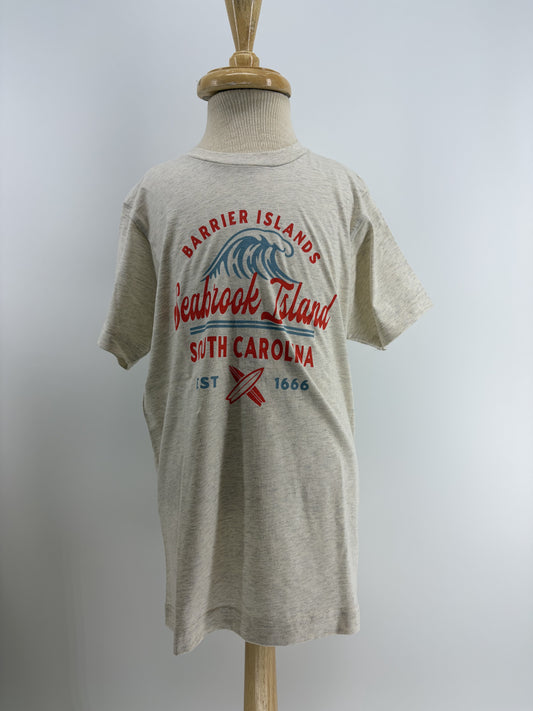 BARRIER ISLANDS
Seabrook Island
SOUTH CAROLINA
EST 1666